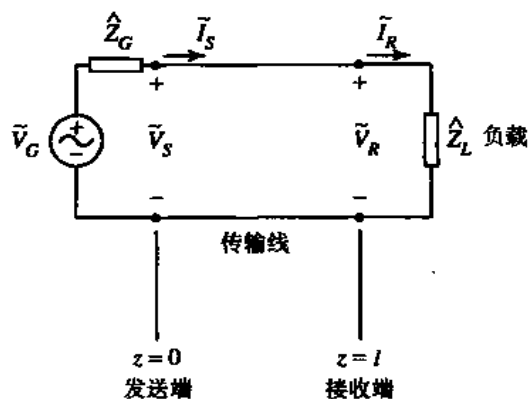 Ẑ_G
Ĩ_S
Ĩ_R
+
+
Ṽ_G
+
−
Ṽ_S
Ṽ_R
Ẑ_L 负载
−
−
传输线
z = 0
z = l
发送端
接收端